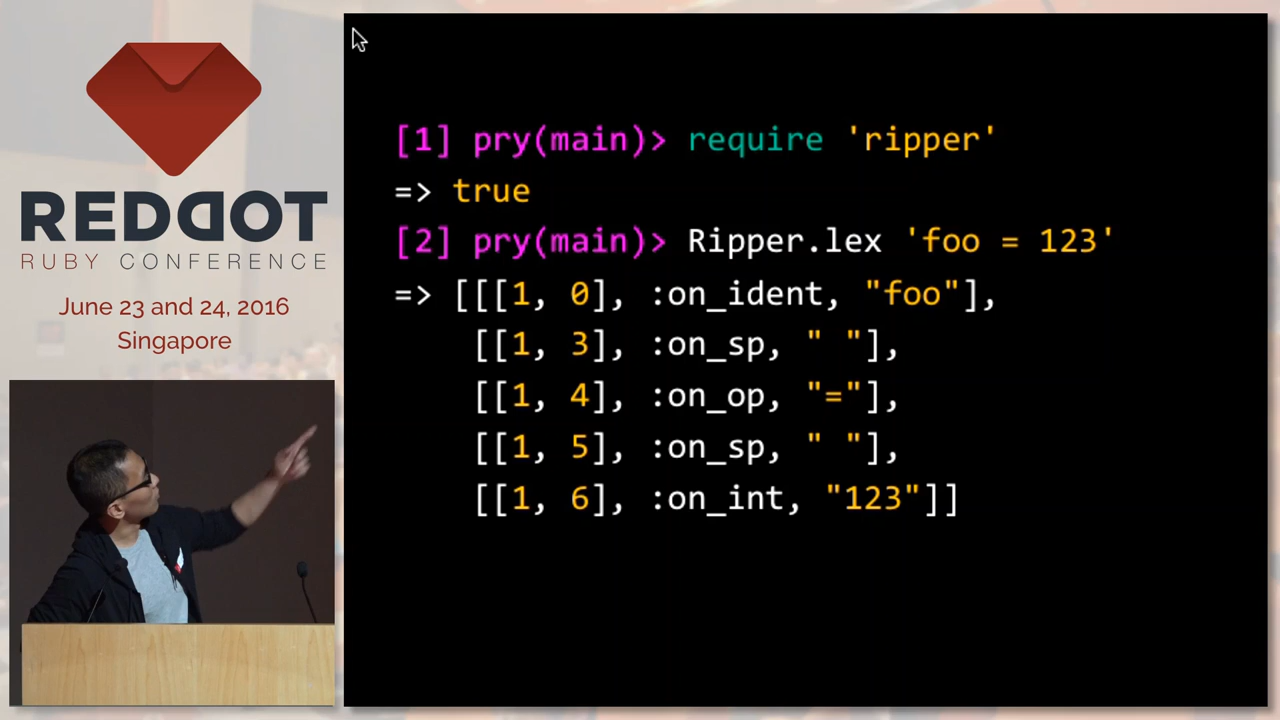 REDDOT
RUBY CONFERENCE
June 23 and 24, 2016
Singapore
[1] pry(main)> require 'ripper'
=> true
[2] pry(main)> Ripper.lex 'foo = 123'
=> [[[1, 0], :on_ident, "foo"],
[[1, 3], :on_sp, " "],
[[1, 4], :on_op, "="],
[[1, 5], :on_sp, " "],
[[1, 6], :on_int, "123"]]